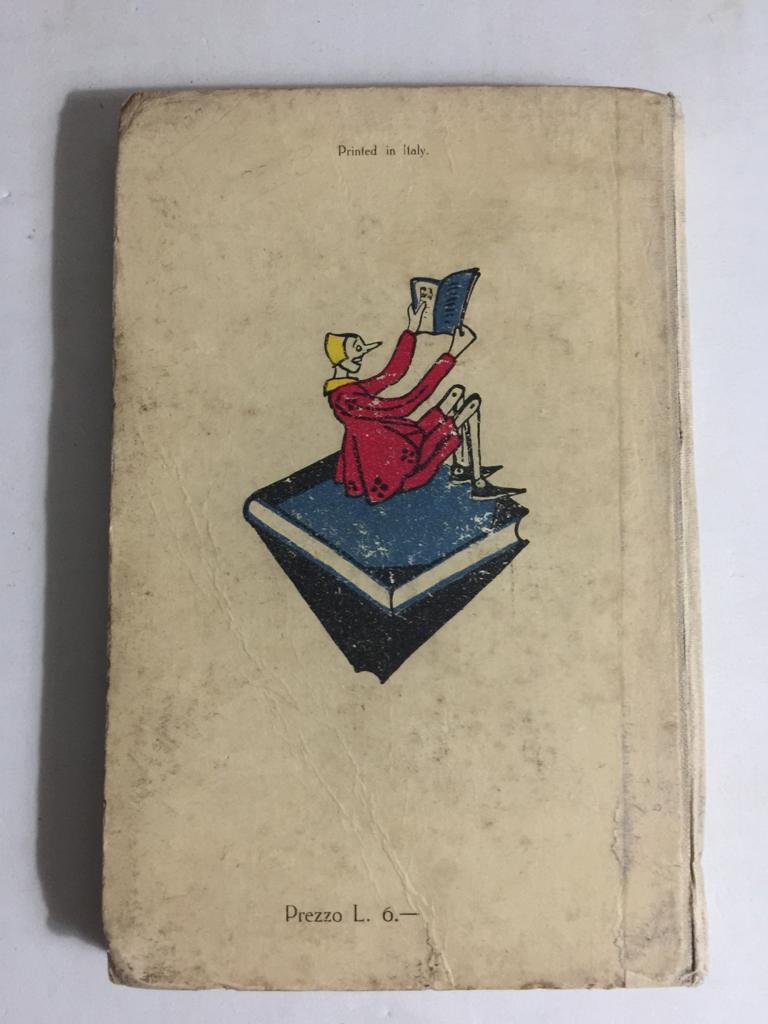 Printed in Italy.
Prezzo L. 6.—